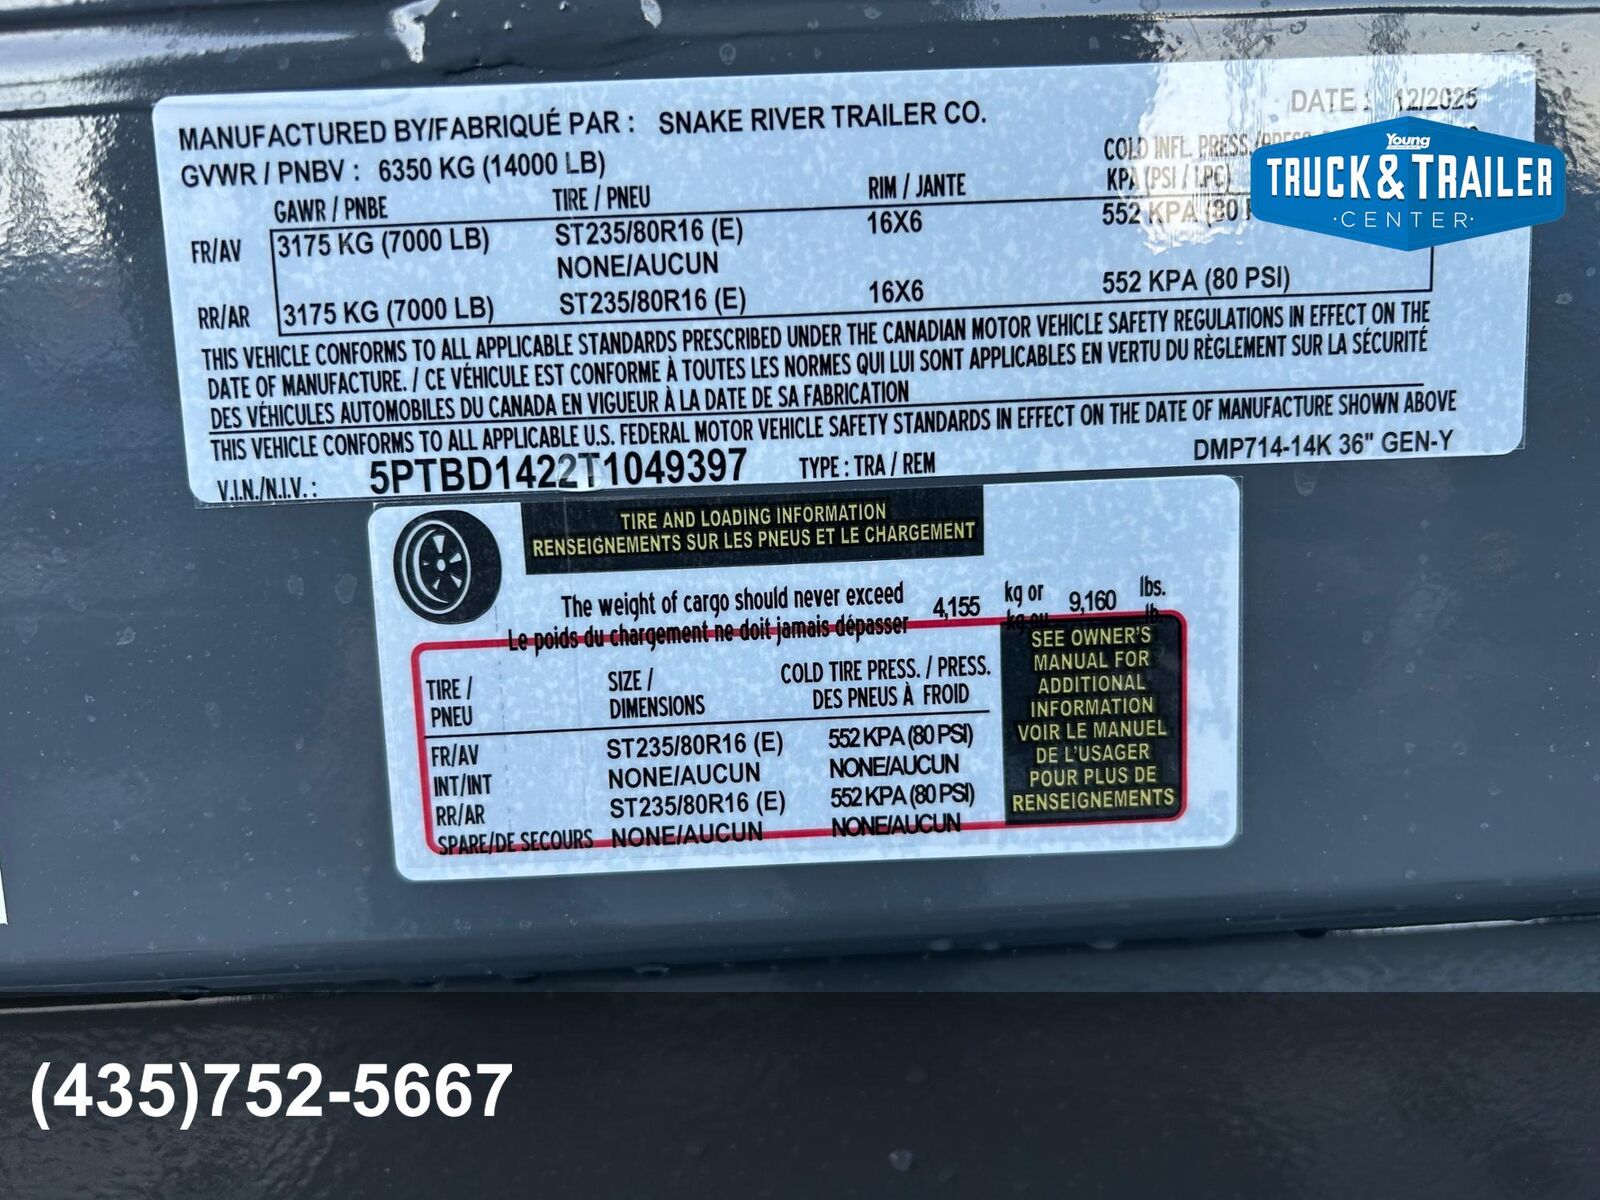 MANUFACTURED BY/FABRIQUÉ PAR : SNAKE RIVER TRAILER CO. DATE : 12/2025
GVWR / PNBV : 6350 KG (14000 LB)
COLD INFL. PRESS./
GAWR / PNBE TIRE / PNEU RIM / JANTE KPA (PSI / LPC)
FR/AV 3175 KG (7000 LB) ST235/80R16 (E) 16X6 552 KPA (80
NONE/AUCUN
RR/AR 3175 KG (7000 LB) ST235/80R16 (E) 16X6 552 KPA (80 PSI)
THIS VEHICLE CONFORMS TO ALL APPLICABLE STANDARDS PRESCRIBED UNDER THE CANADIAN MOTOR VEHICLE SAFETY REGULATIONS IN EFFECT ON THE
DATE OF MANUFACTURE. / CE VÉHICULE EST CONFORME À TOUTES LES NORMES QUI LUI SONT APPLICABLES EN VERTU DU RÈGLEMENT SUR LA SÉCURITÉ
DES VÉHICULES AUTOMOBILES DU CANADA EN VIGUEUR À LA DATE DE SA FABRICATION
THIS VEHICLE CONFORMS TO ALL APPLICABLE U.S. FEDERAL MOTOR VEHICLE SAFETY STANDARDS IN EFFECT ON THE DATE OF MANUFACTURE SHOWN ABOVE
V.I.N./N.I.V. : 5PTBD1422T1049397 TYPE : TRA / REM DMP714-14K 36" GEN-Y
Young
TRUCK & TRAILER
·CENTER·
TIRE AND LOADING INFORMATION
RENSEIGNEMENTS SUR LES PNEUS ET LE CHARGEMENT
The weight of cargo should never exceed 4,155 kg or 9,160 lbs.
Le poids du chargement ne doit jamais dépasser kg ou lb.
TIRE / SIZE / COLD TIRE PRESS. / PRESS.
PNEU DIMENSIONS DES PNEUS À FROID
FR/AV ST235/80R16 (E) 552 KPA (80 PSI)
INT/INT NONE/AUCUN NONE/AUCUN
RR/AR ST235/80R16 (E) 552 KPA (80 PSI)
SPARE/DE SECOURS NONE/AUCUN NONE/AUCUN
SEE OWNER'S
MANUAL FOR
ADDITIONAL
INFORMATION
VOIR LE MANUEL
DE L'USAGER
POUR PLUS DE
RENSEIGNEMENTS
(435)752-5667